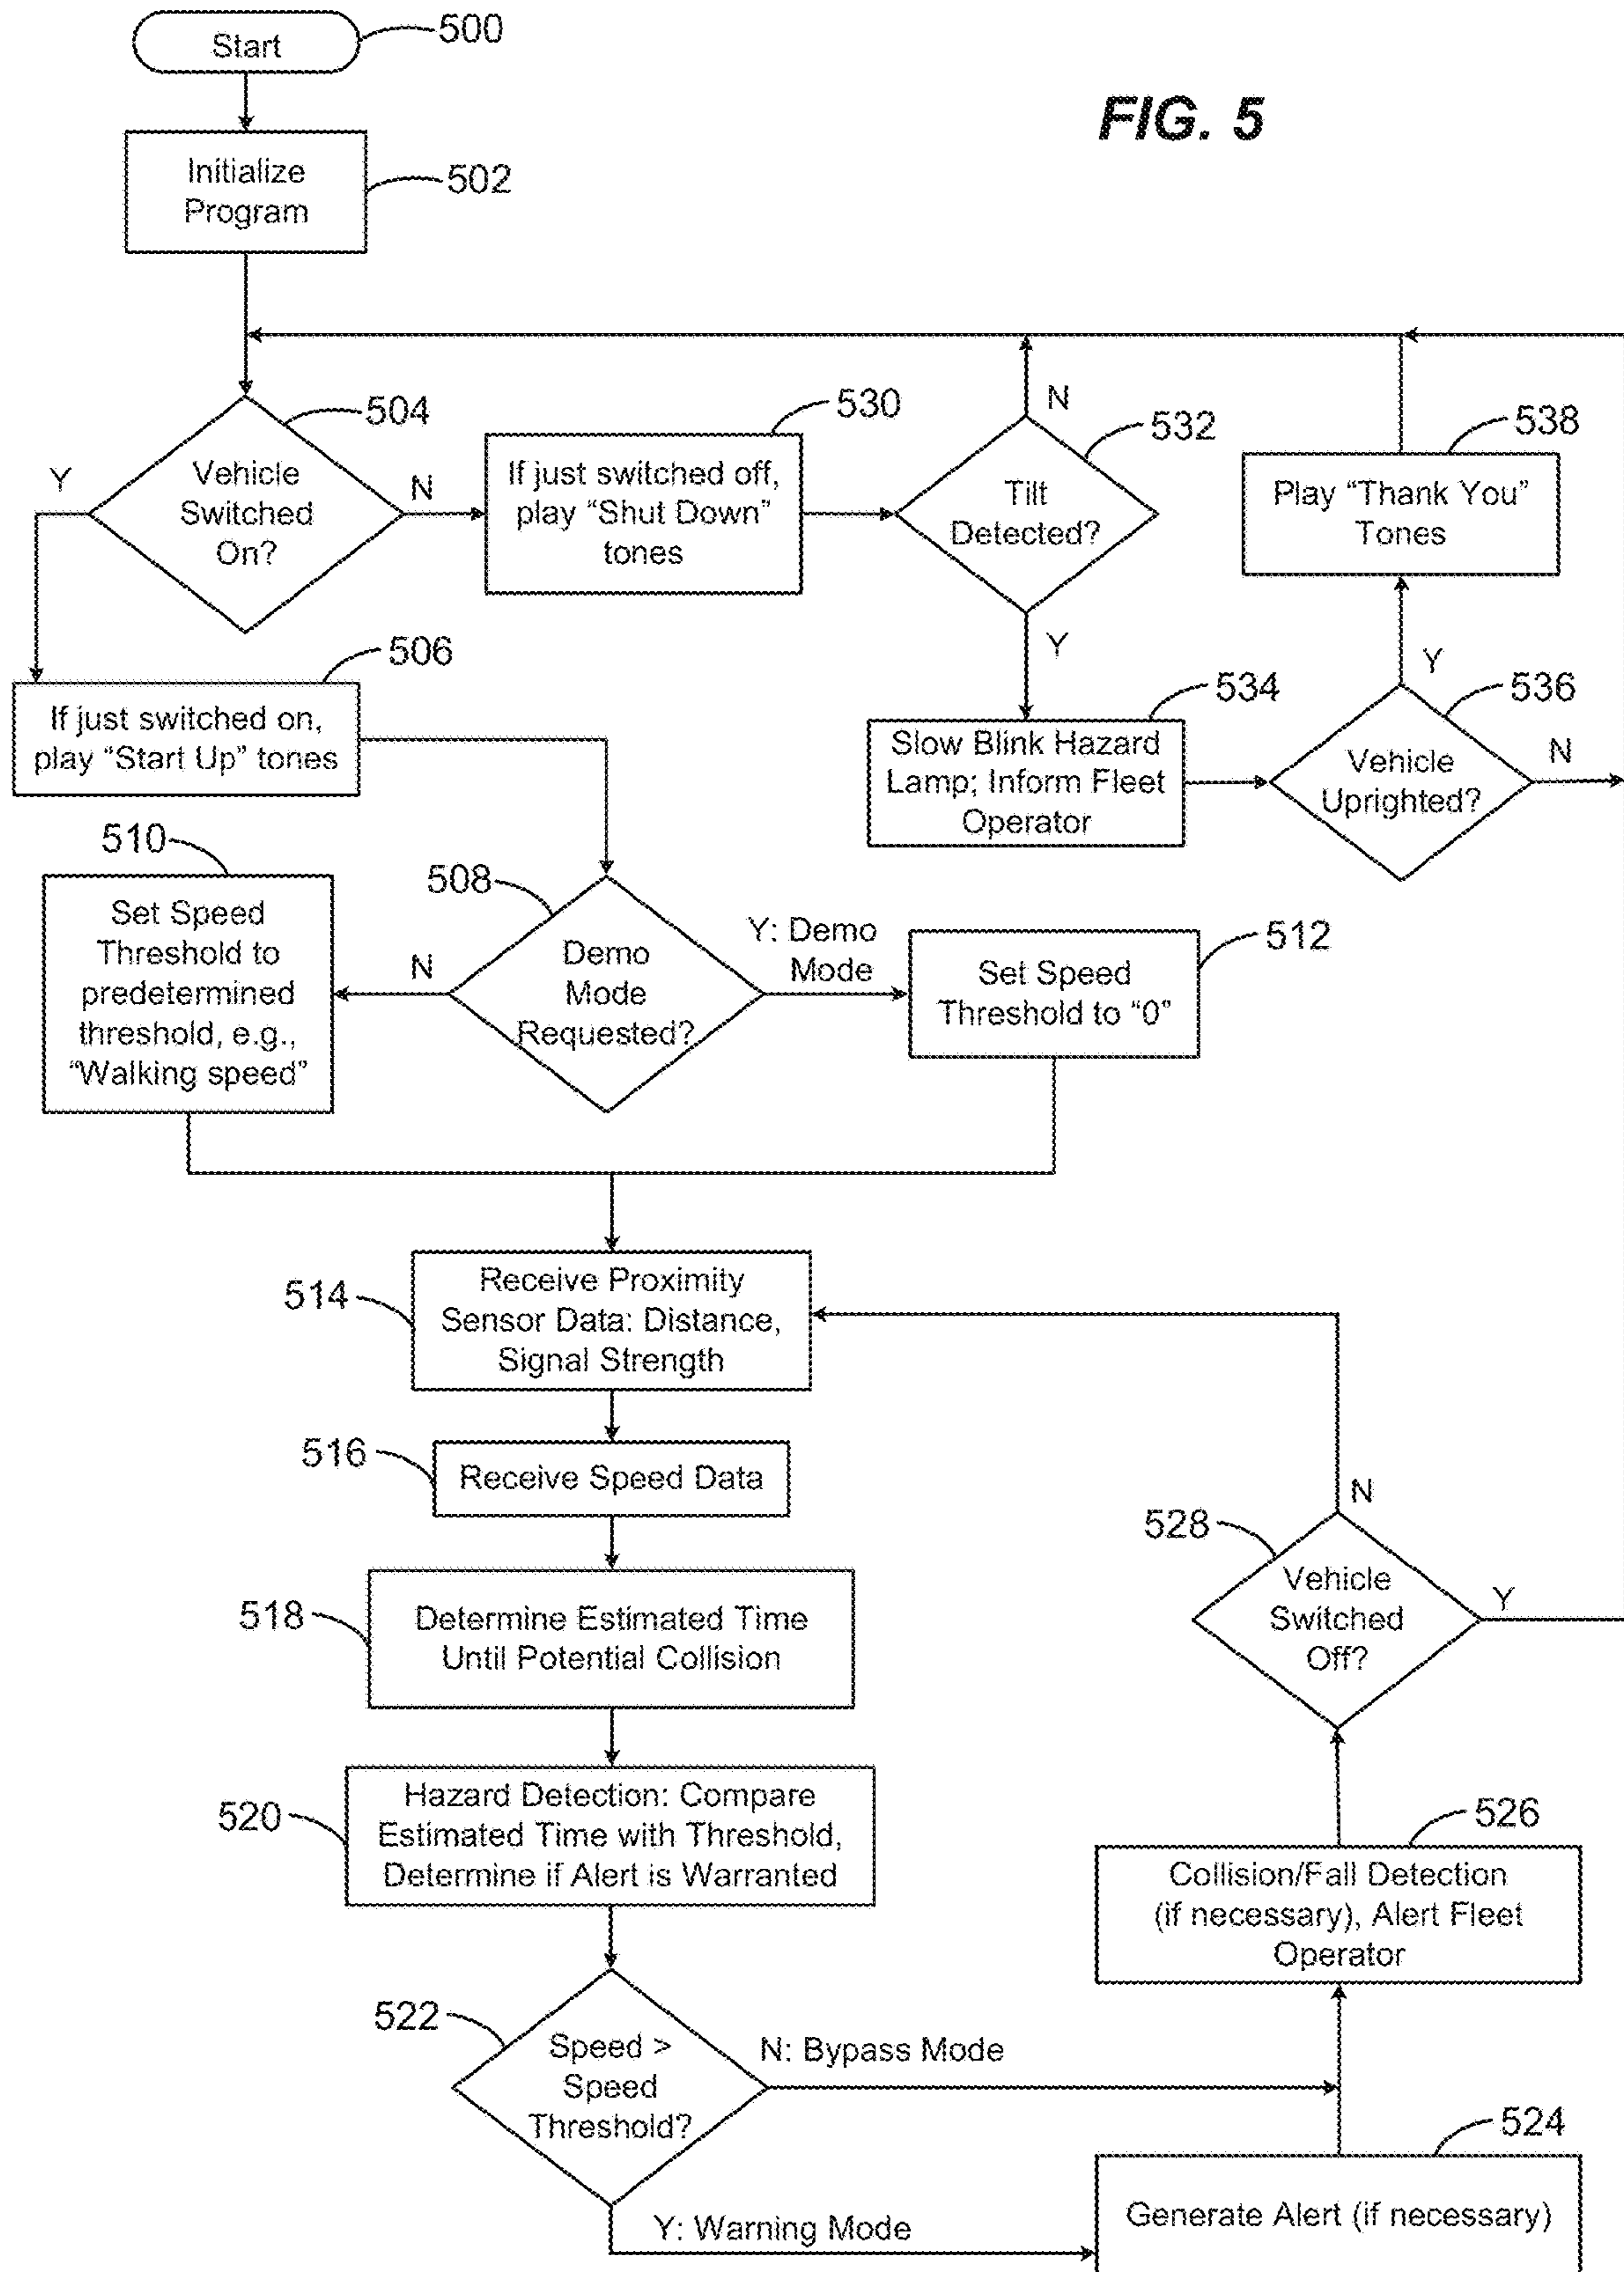 Start
500
FIG. 5
Initialize
Program
502
504
Vehicle
Switched
On?
Y
N
530
If just switched off,
play “Shut Down”
tones
532
Tilt
Detected?
N
Y
538
Play “Thank You”
Tones
506
If just switched on,
play “Start Up” tones
534
Slow Blink Hazard
Lamp; Inform Fleet
Operator
536
Vehicle
Uprighted?
Y
N
510
Set Speed
Threshold to
predetermined
threshold, e.g.,
“Walking speed”
508
Demo
Mode
Requested?
N
Y: Demo
Mode
512
Set Speed
Threshold to “0”
514
Receive Proximity
Sensor Data: Distance,
Signal Strength
516
Receive Speed Data
528
Vehicle
Switched
Off?
N
Y
518
Determine Estimated Time
Until Potential Collision
520
Hazard Detection: Compare
Estimated Time with Threshold,
Determine if Alert is Warranted
526
Collision/Fall Detection
(if necessary), Alert Fleet
Operator
522
Speed >
Speed
Threshold?
N: Bypass Mode
Y: Warning Mode
524
Generate Alert (if necessary)